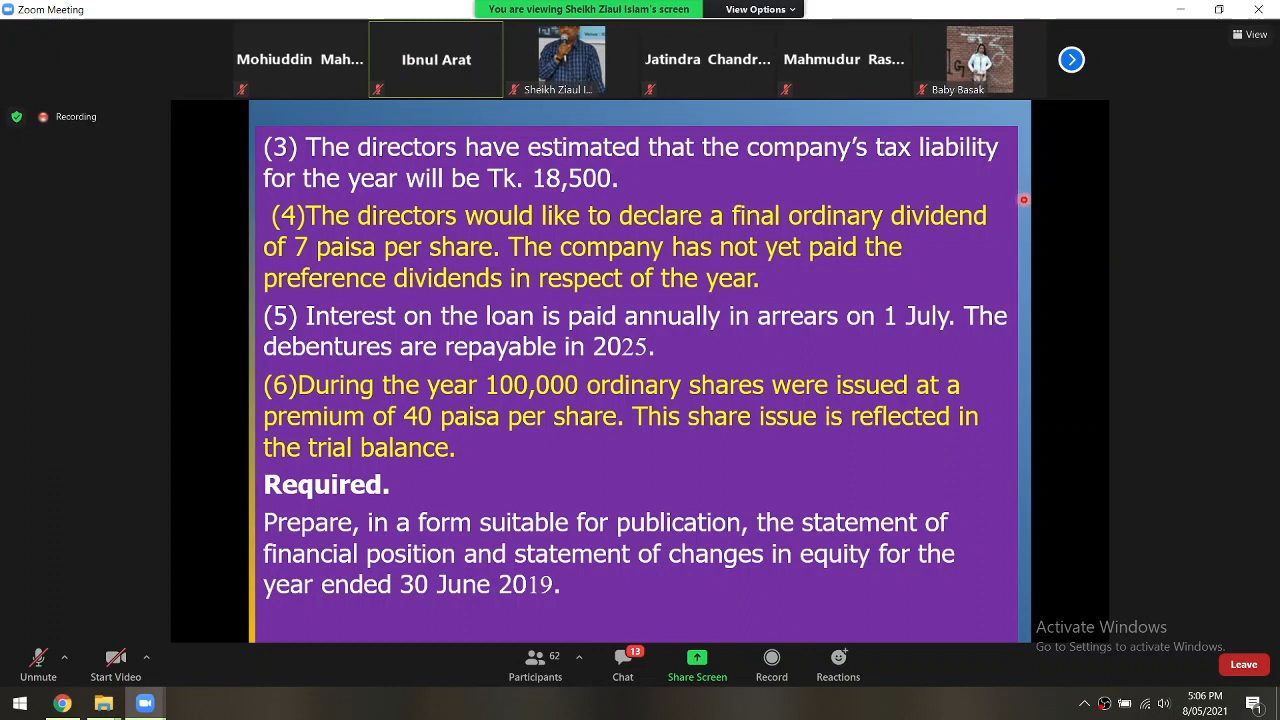 Zoom Meeting
You are viewing Sheikh Ziaul Islam's screen
View Options
Mohiuddin Mah...
Ibnul Arat
Sheikh Ziaul I...
Jatindra Chandr...
Mahmudur Ras...
Baby Basak
View
Recording
(3) The directors have estimated that the company's tax liability
for the year will be Tk. 18,500.
(4)The directors would like to declare a final ordinary dividend
of 7 paisa per share. The company has not yet paid the
preference dividends in respect of the year.
(5) Interest on the loan is paid annually in arrears on 1 July. The
debentures are repayable in 2025.
(6)During the year 100,000 ordinary shares were issued at a
premium of 40 paisa per share. This share issue is reflected in
the trial balance.
Required.
Prepare, in a form suitable for publication, the statement of
financial position and statement of changes in equity for the
year ended 30 June 2019.
Activate Windows
Go to Settings to activate Windows.
Unmute
Start Video
62
Participants
13
Chat
Share Screen
Record
Reactions
Leave
5:06 PM
8/05/2021
1